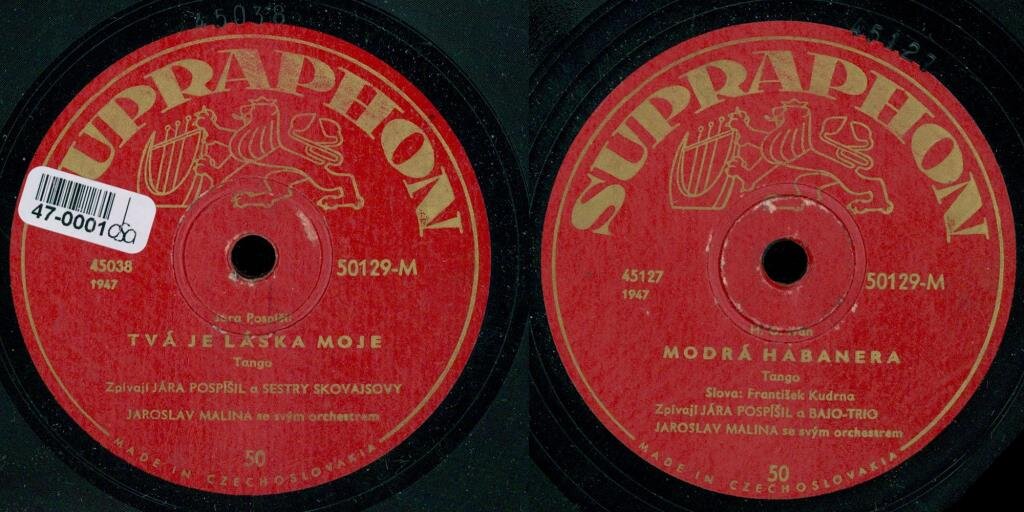 45038
SUPRAPHON
47-0001
45038
1947
50129-M
Jára Pospíšil
TVÁ JE LÁSKA MOJE
Tango
Zpívají JÁRA POSPÍŠIL a SESTRY SKOVAJSOVY
JAROSLAV MALINA se svým orchestrem
50
MADE IN CZECHOSLOVAKIA
45127
SUPRAPHON
45127
1947
50129-M
MODRÁ HABANERA
Tango
Slova: František Kudrna
Zpívají JÁRA POSPÍŠIL a BAJO-TRIO
JAROSLAV MALINA se svým orchestrem
50
MADE IN CZECHOSLOVAKIA